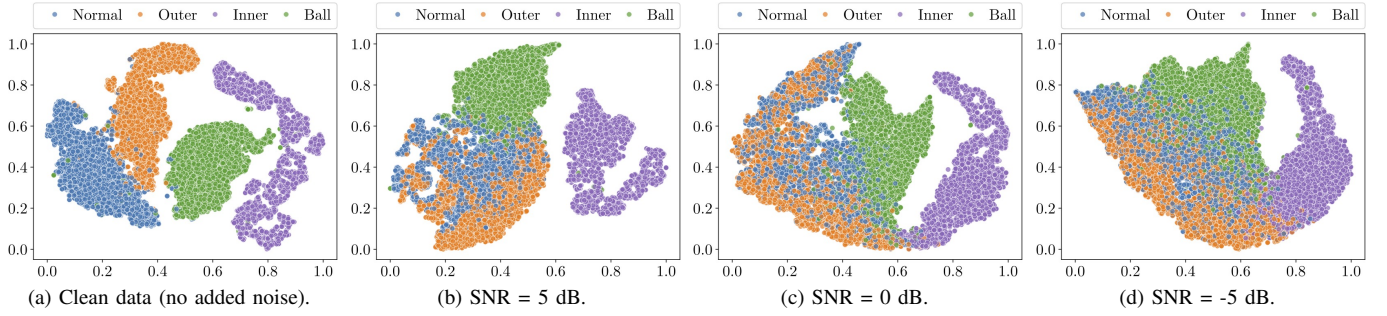 Normal Outer Inner Ball
1.0
0.8
0.6
0.4
0.2
0.0
0.0 0.2 0.4 0.6 0.8 1.0
(a) Clean data (no added noise).
Normal Outer Inner Ball
1.0
0.8
0.6
0.4
0.2
0.0
0.0 0.2 0.4 0.6 0.8 1.0
(b) SNR = 5 dB.
Normal Outer Inner Ball
1.0
0.8
0.6
0.4
0.2
0.0
0.0 0.2 0.4 0.6 0.8 1.0
(c) SNR = 0 dB.
Normal Outer Inner Ball
1.0
0.8
0.6
0.4
0.2
0.0
0.0 0.2 0.4 0.6 0.8 1.0
(d) SNR = -5 dB.